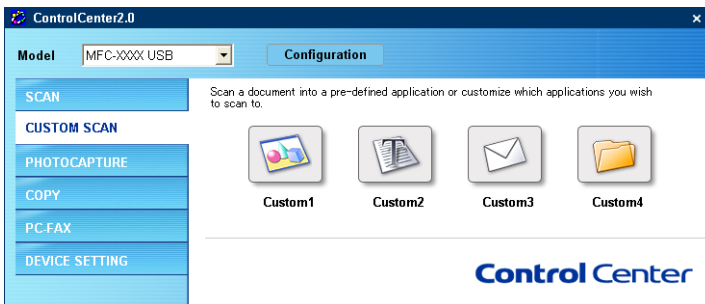 ControlCenter2.0
Model MFC-XXXX USB Configuration
SCAN
CUSTOM SCAN
PHOTOCAPTURE
COPY
PC-FAX
DEVICE SETTING
Scan a document into a pre-defined application or customize which applications you wish
to scan to.
Custom1 Custom2 Custom3 Custom4
Control Center